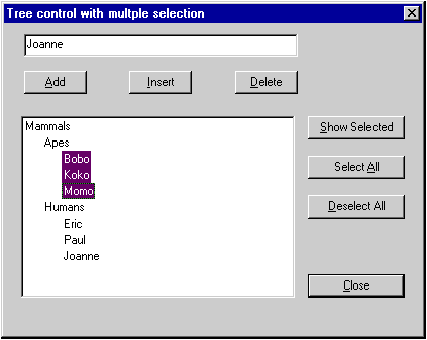 Tree control with multple selection
Joanne
Add Insert Delete
Mammals
Apes
Bobo
Koko
Momo
Humans
Eric
Paul
Joanne
Show Selected
Select All
Deselect All
Close